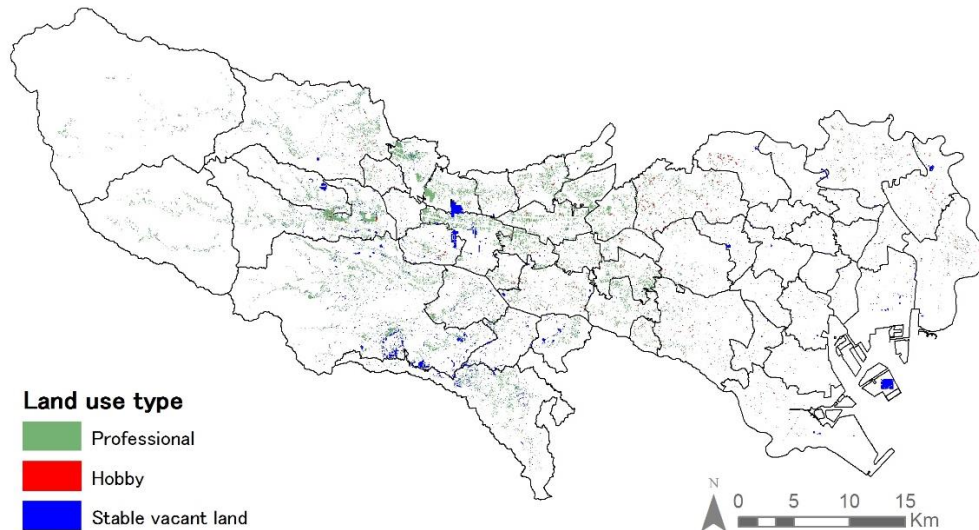 Land use type
Professional
Hobby
Stable vacant land
N
0 5 10 15
Km